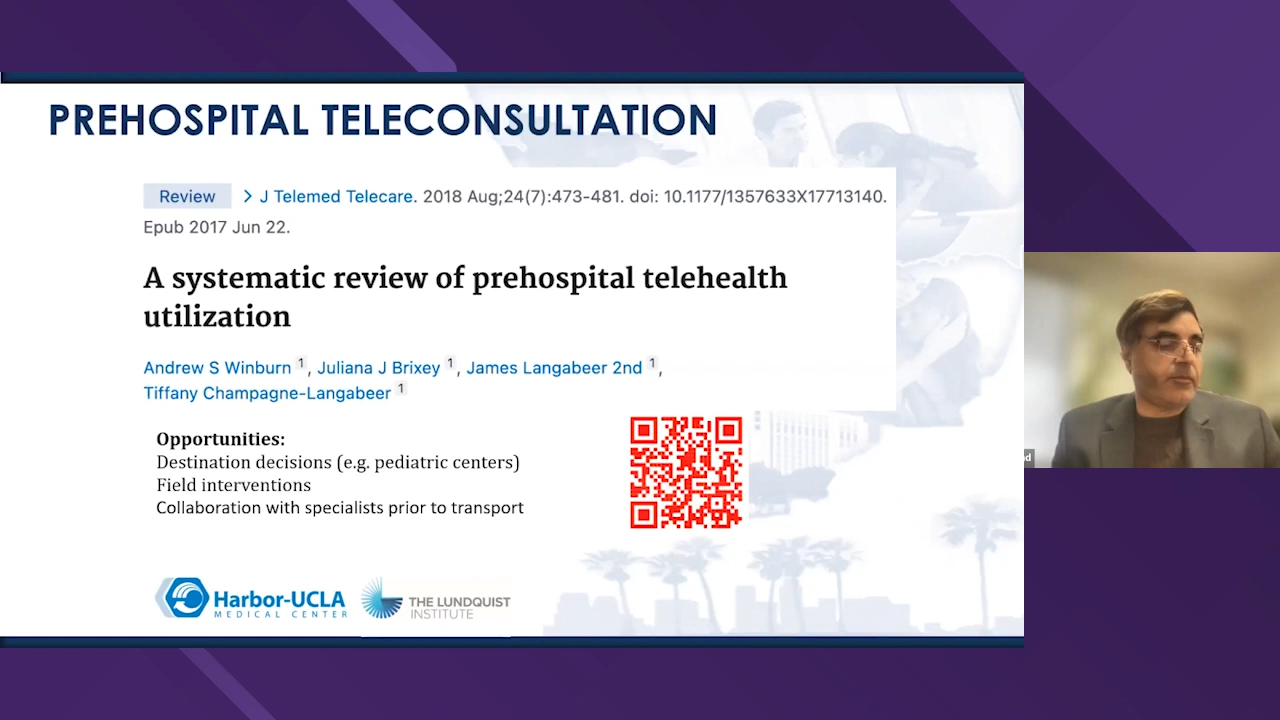 PREHOSPITAL TELECONSULTATION
Review > J Telemed Telecare. 2018 Aug;24(7):473-481. doi: 10.1177/1357633X17713140.
Epub 2017 Jun 22.
A systematic review of prehospital telehealth
utilization
Andrew S Winburn 1, Juliana J Brixey 1, James Langabeer 2nd 1,
Tiffany Champagne-Langabeer 1
Opportunities:
Destination decisions (e.g. pediatric centers)
Field interventions
Collaboration with specialists prior to transport
Harbor-UCLA
MEDICAL CENTER
THE LUNDQUIST
INSTITUTE